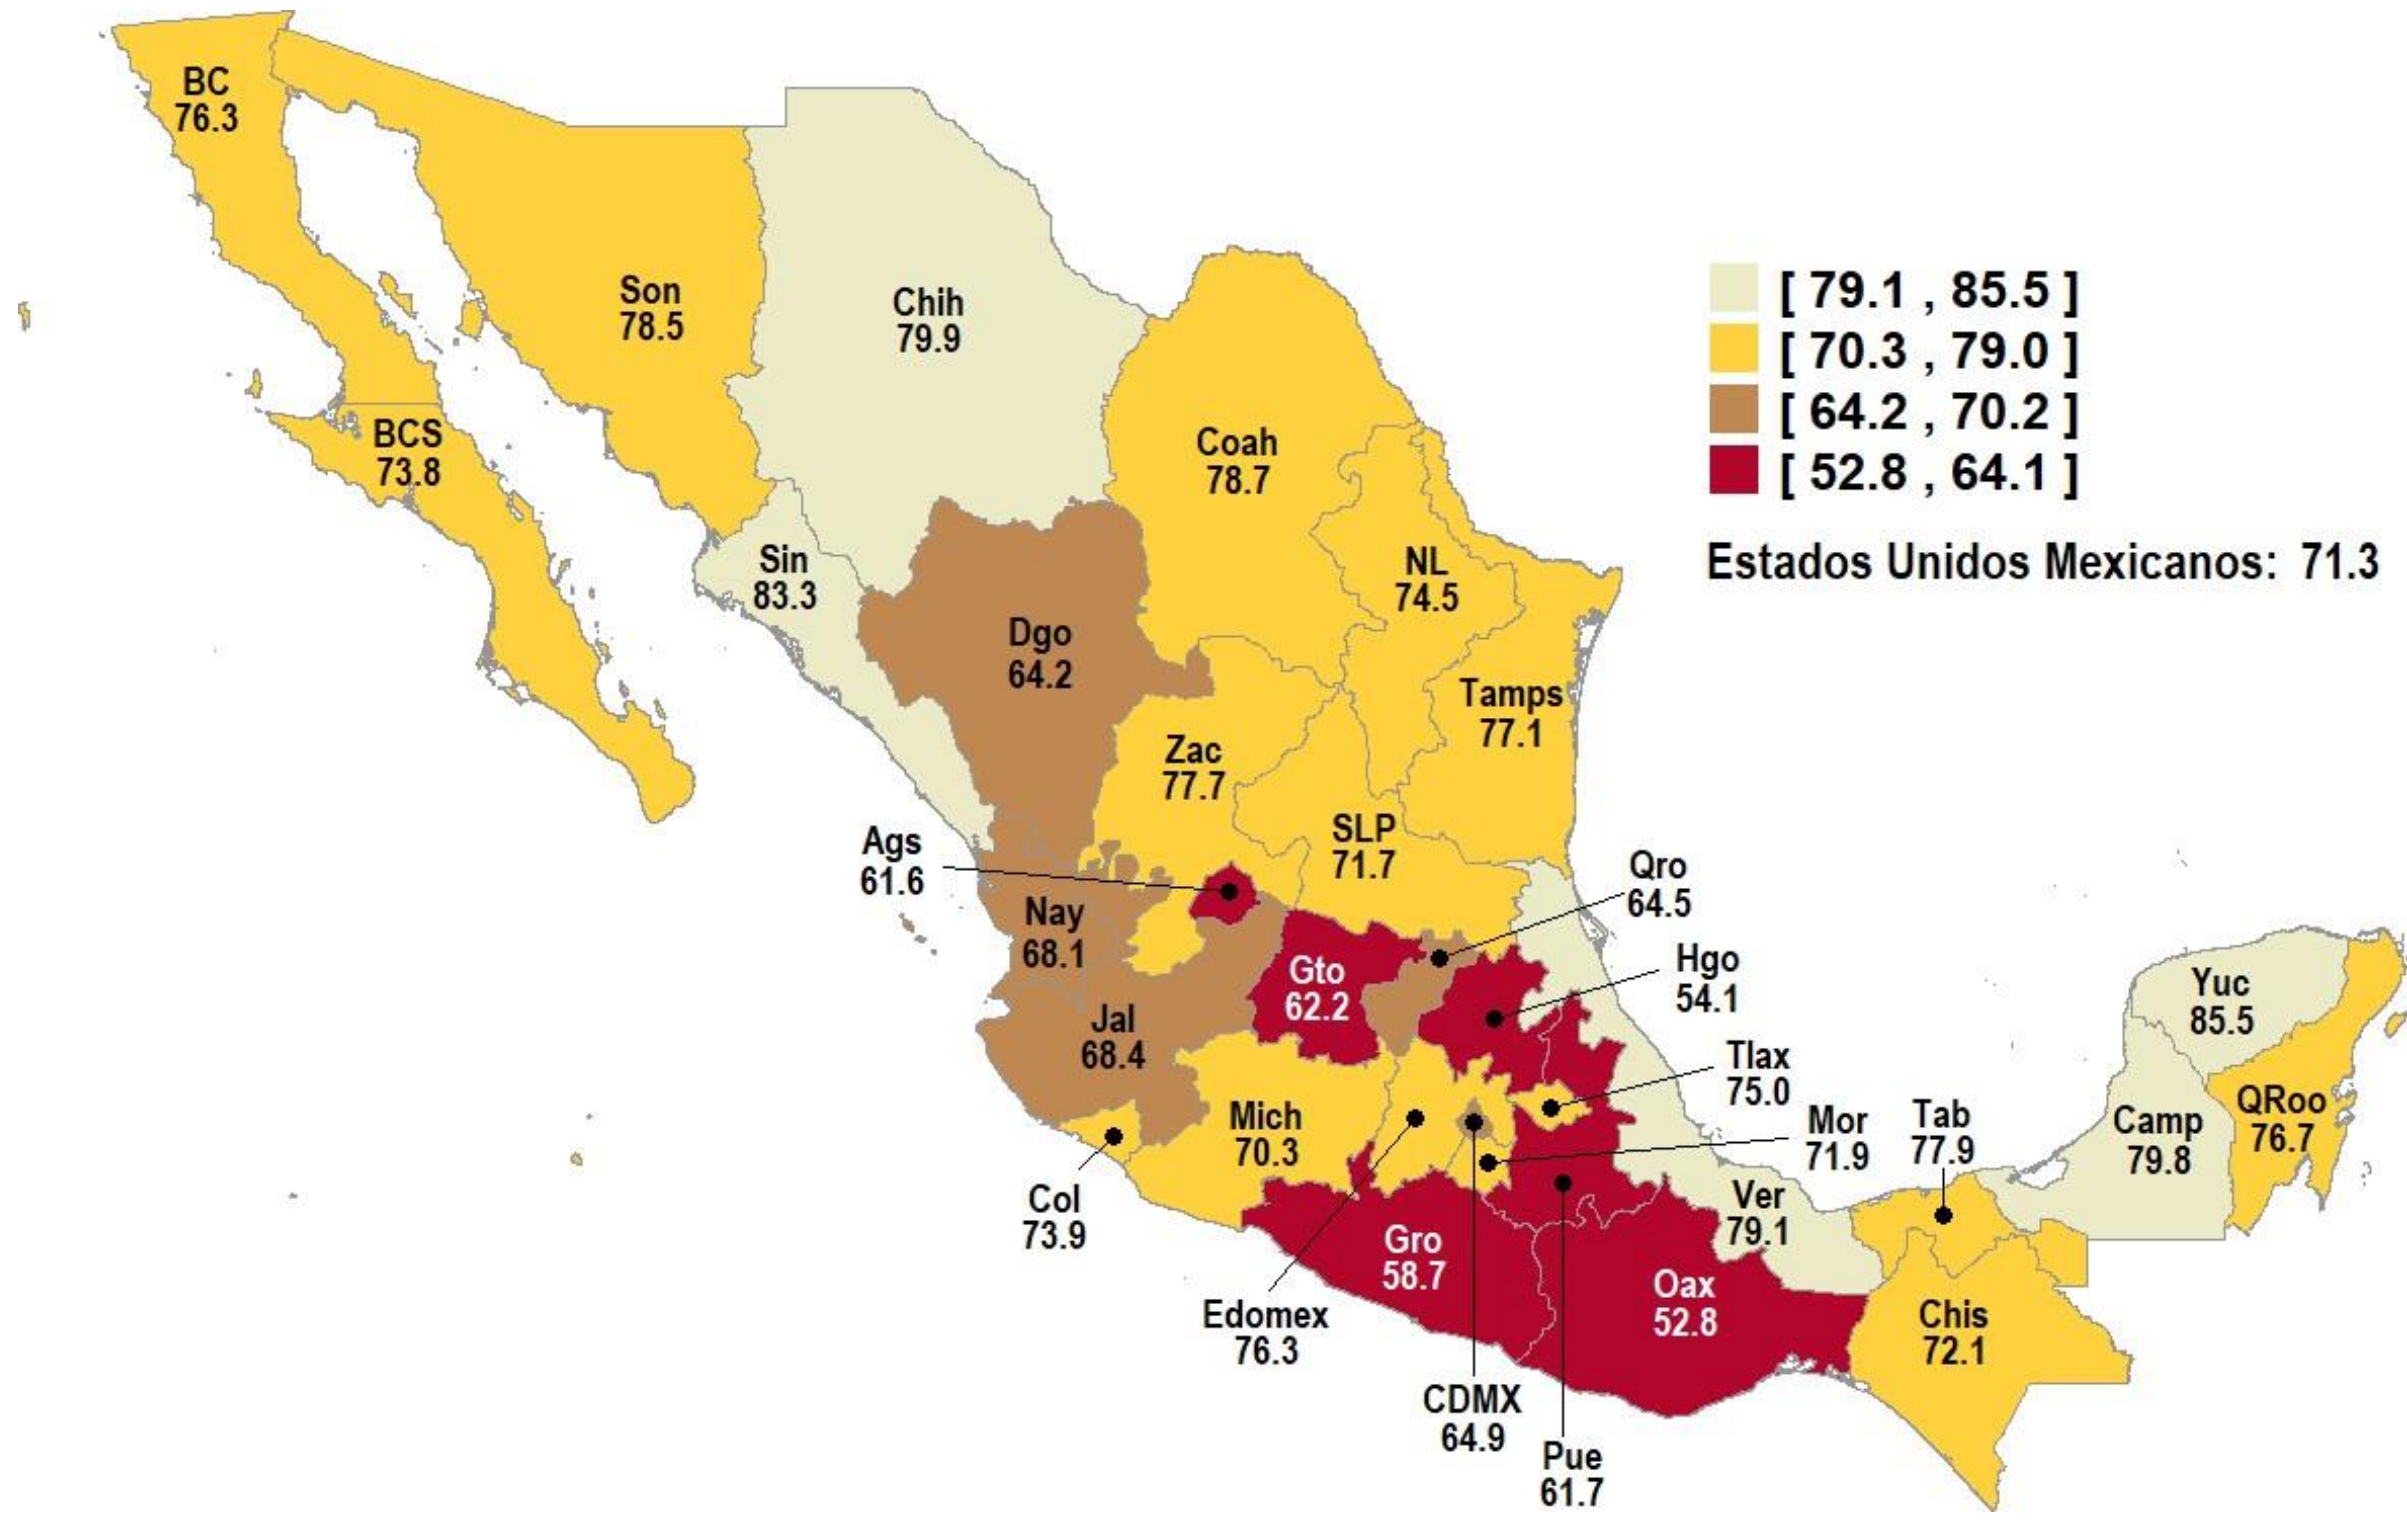 BC
76.3
Son
78.5
Chih
79.9
BCS
73.8
Coah
78.7
[ 79.1 , 85.5 ]
[ 70.3 , 79.0 ]
[ 64.2 , 70.2 ]
[ 52.8 , 64.1 ]
Estados Unidos Mexicanos: 71.3
Sin
83.3
NL
74.5
Dgo
64.2
Tamps
77.1
Zac
77.7
SLP
71.7
Ags
61.6
Qro
64.5
Nay
68.1
Gto
62.2
Hgo
54.1
Yuc
85.5
Jal
68.4
Tlax
75.0
Mich
70.3
Mor
71.9
Tab
77.9
Camp
79.8
QRoo
76.7
Col
73.9
Ver
79.1
Gro
58.7
Oax
52.8
Edomex
76.3
Chis
72.1
CDMX
64.9
Pue
61.7